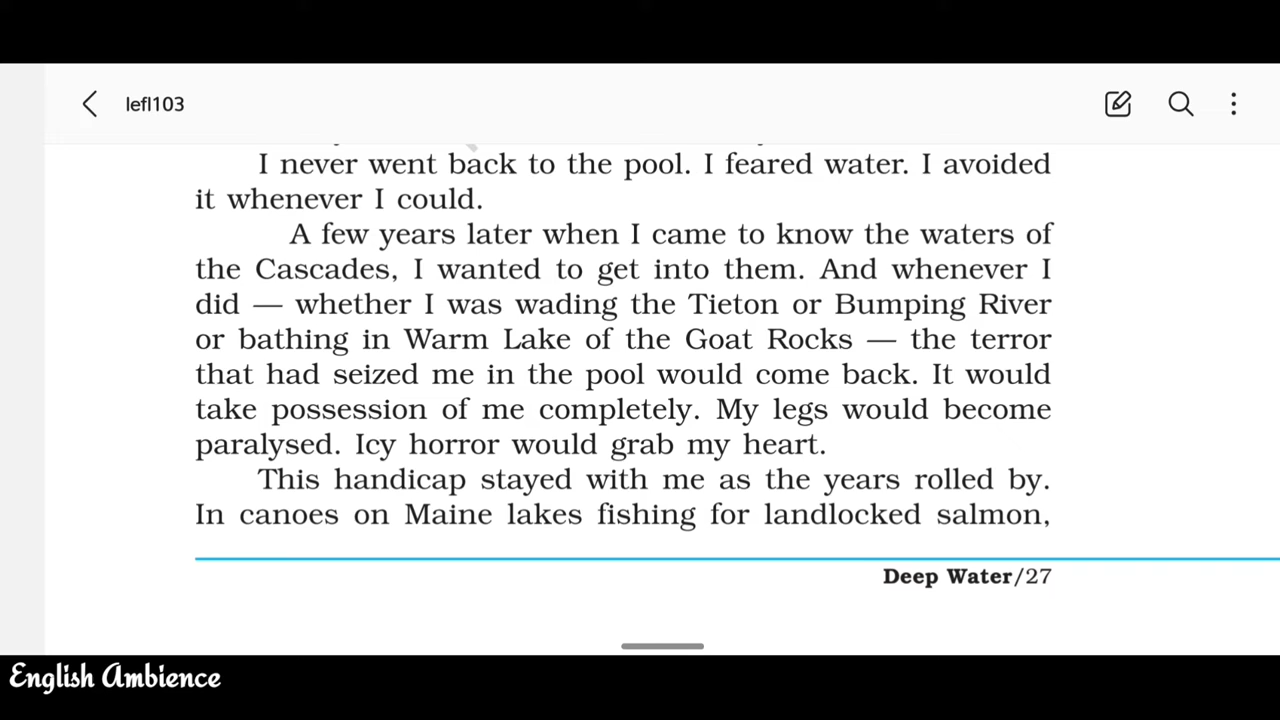 lefl103
I never went back to the pool. I feared water. I avoided
it whenever I could.
A few years later when I came to know the waters of
the Cascades, I wanted to get into them. And whenever I
did — whether I was wading the Tieton or Bumping River
or bathing in Warm Lake of the Goat Rocks — the terror
that had seized me in the pool would come back. It would
take possession of me completely. My legs would become
paralysed. Icy horror would grab my heart.
This handicap stayed with me as the years rolled by.
In canoes on Maine lakes fishing for landlocked salmon,
Deep Water/27
English Ambience